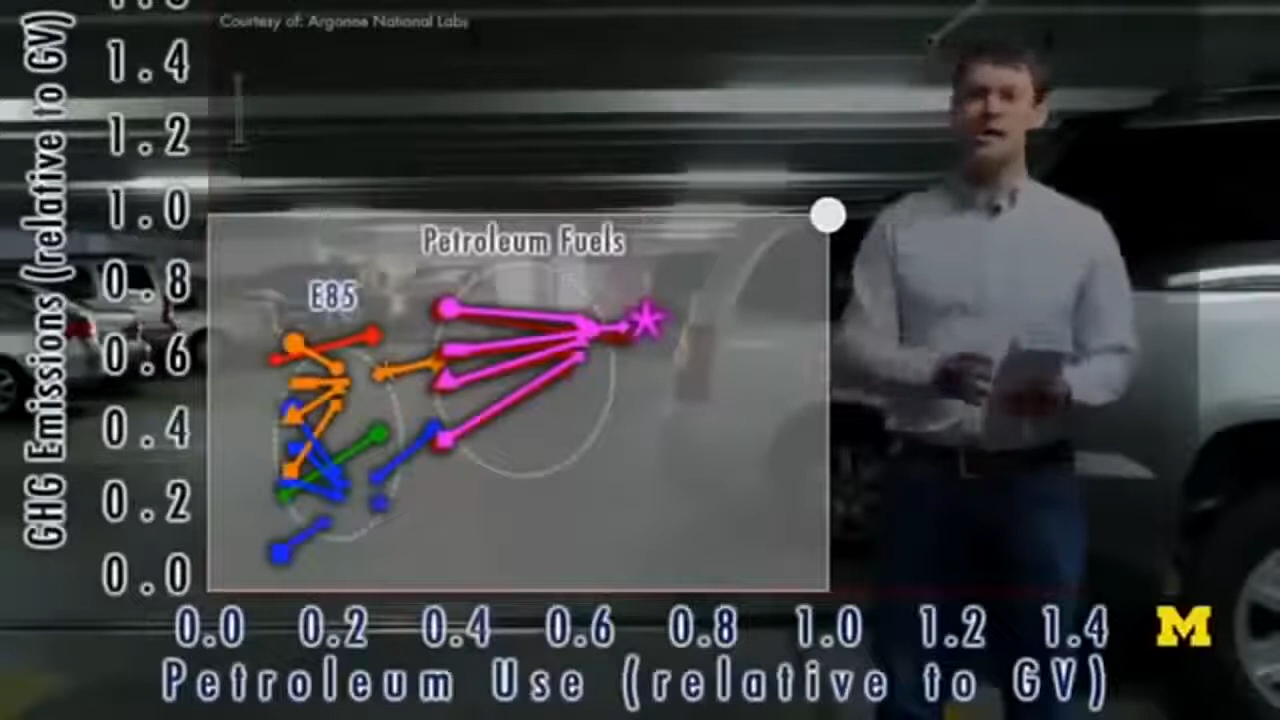 Courtesy of: Argonne National Labs
GHG Emissions (relative to GV)
1.4
1.2
1.0
0.8
0.6
0.4
0.2
0.0
Petroleum Fuels
E85
0.0 0.2 0.4 0.6 0.8 1.0 1.2 1.4
Petroleum Use (relative to GV)
M